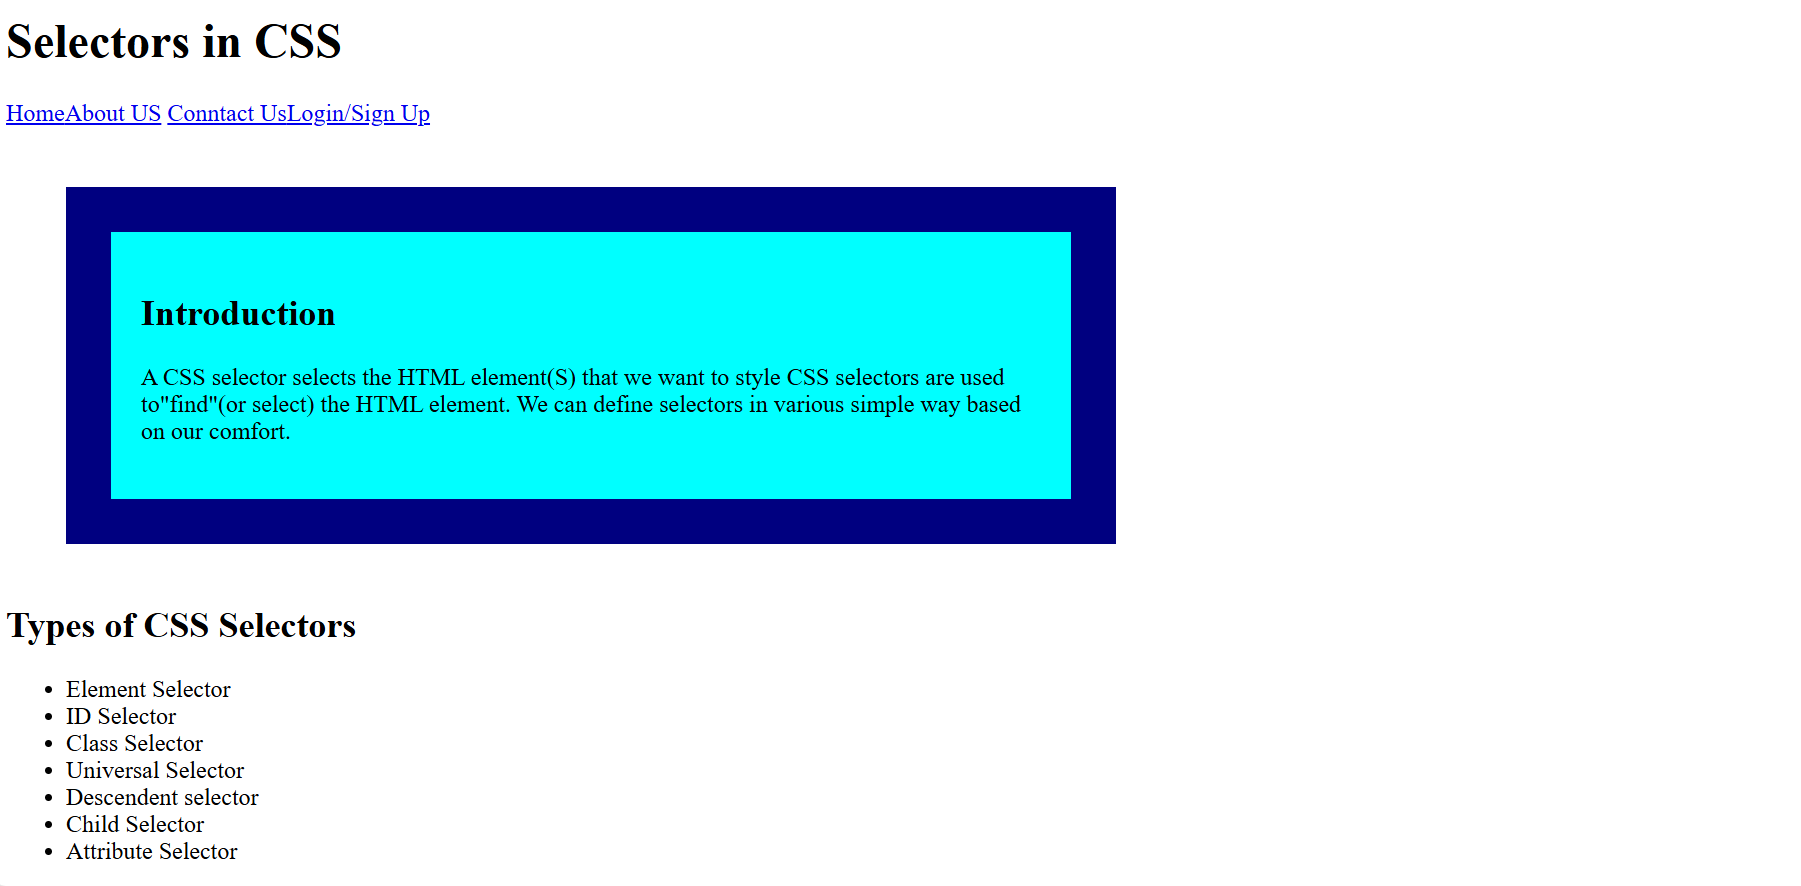 Selectors in CSS
HomeAbout US Conntact UsLogin/Sign Up
Introduction
A CSS selector selects the HTML element(S) that we want to style CSS selectors are used
to"find"(or select) the HTML element. We can define selectors in various simple way based
on our comfort.
Types of CSS Selectors
• Element Selector
• ID Selector
• Class Selector
• Universal Selector
• Descendent selector
• Child Selector
• Attribute Selector